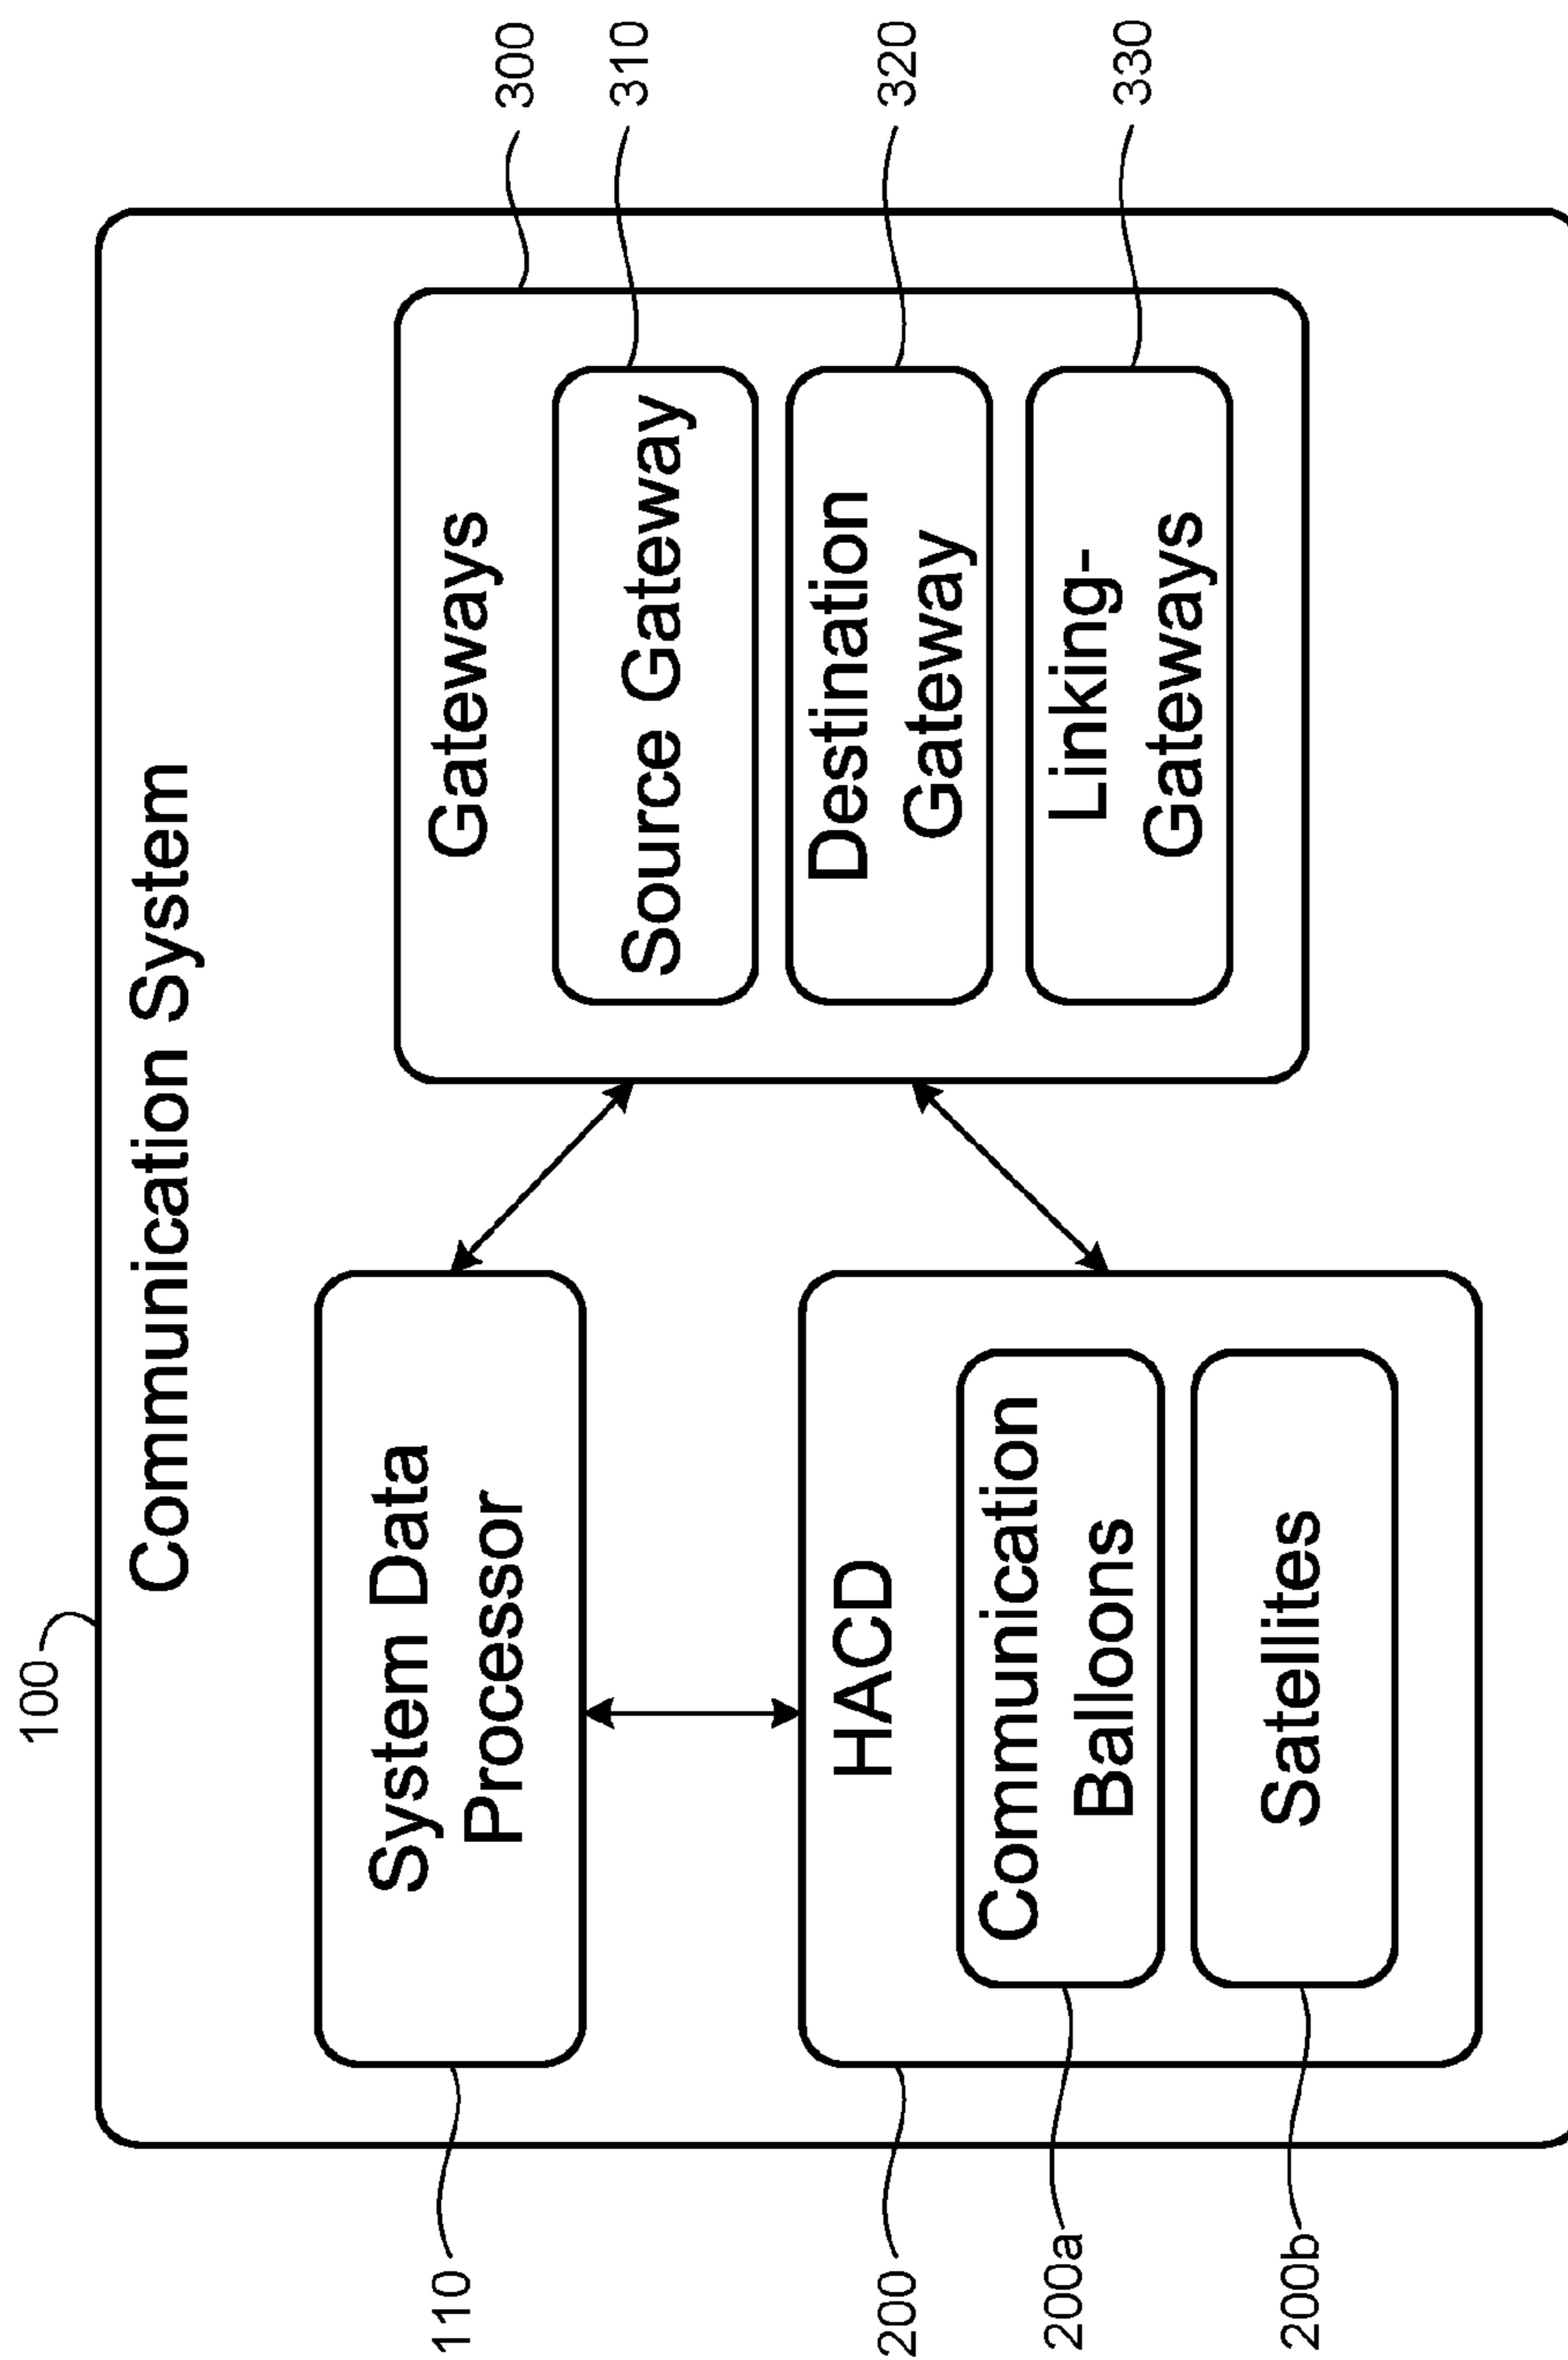 100
Communication System
110
System Data
Processor
200
HACD
200a
Communication
Balloons
200b
Satellites
300
Gateways
310
Source Gateway
320
Destination
Gateway
330
Linking-
Gateways